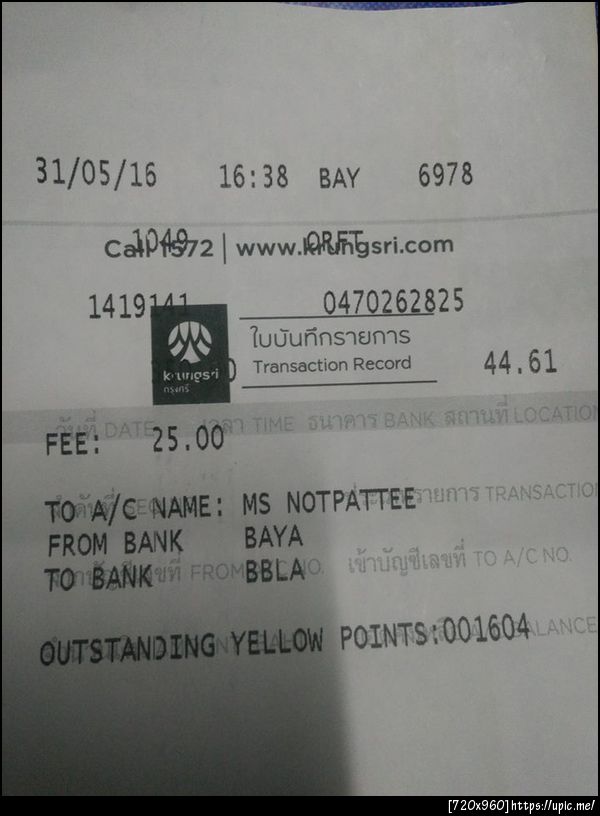 31/05/16 16:38 BAY 6978
1049 ORFT
Call 1572 | www.krungsri.com
1419141 0470262825
ใบบันทึกรายการ
krungsri Transaction Record 44.61
กรุงศรี
วันที่ DATE เวลา TIME ธนาคาร BANK สถานที่ LOCATION
FEE: 25.00
รายการ TRANSACTION
TO A/C NAME: MS NOTPATTEE
FROM BANK BAYA
เข้าบัญชีเลขที่ TO A/C NO.
TO BANK BBLA
OUTSTANDING YELLOW POINTS:001604
[720x960]https://upic.me/